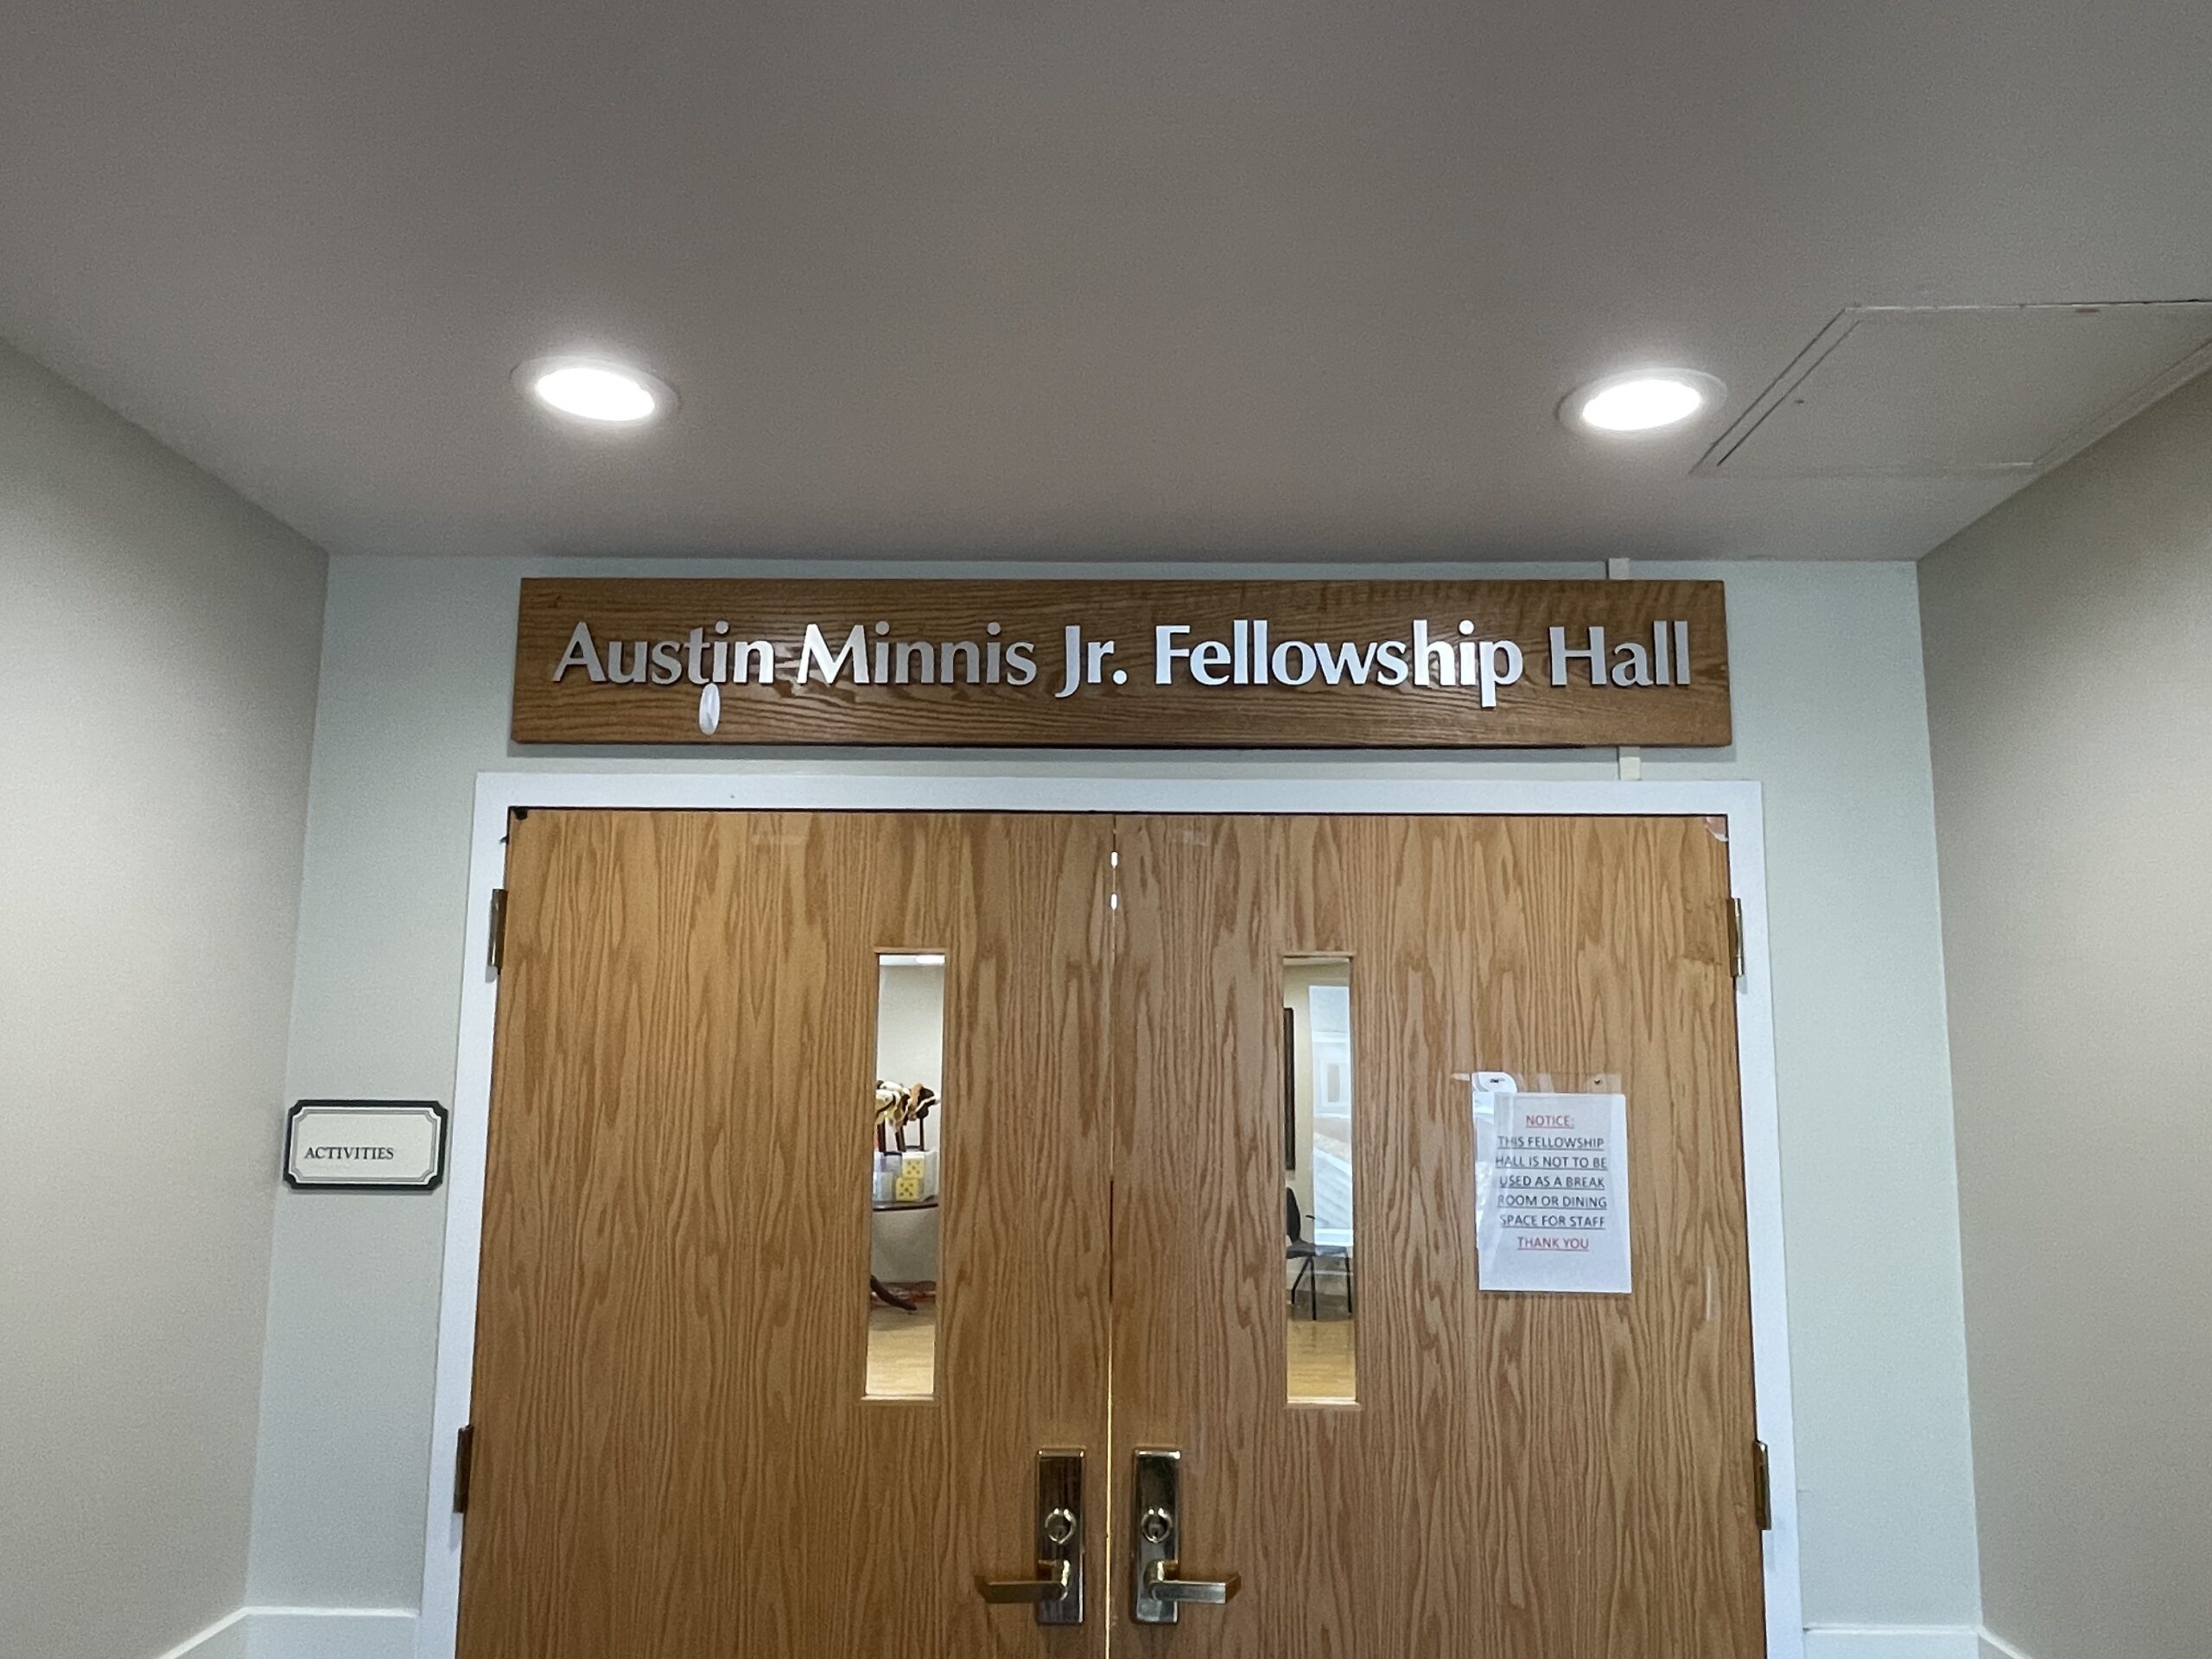 Austin Minnis Jr. Fellowship Hall
ACTIVITIES
NOTICE:
THIS FELLOWSHIP
HALL IS NOT TO BE
USED AS A BREAK
ROOM OR DINING
SPACE FOR STAFF
THANK YOU